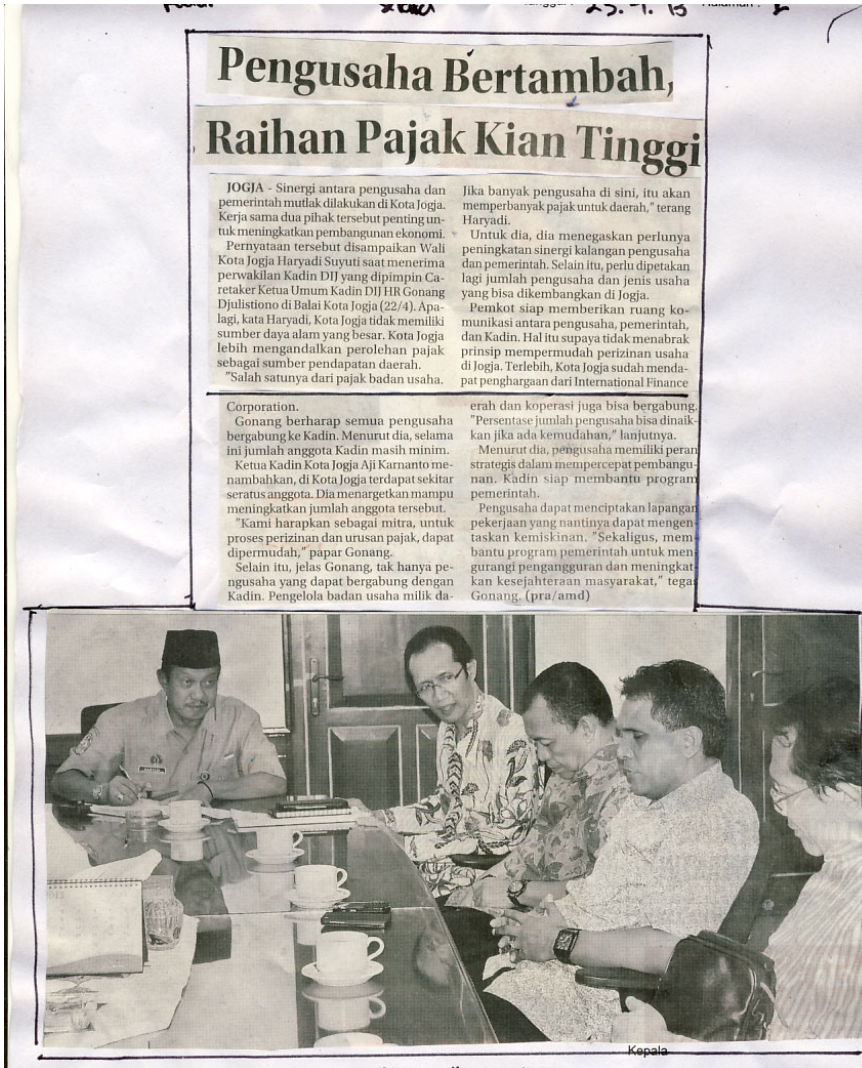 23.
Pengusaha Bertambah,
Raihan Pajak Kian Tinggi
JOGJA - Sinergi antara pengusaha dan
pemerintah mutlak dilakukan di Kota Jogja.
Kerja sama dua pihak tersebut penting un-
tuk meningkatkan pembangunan ekonomi.
Pernyataan tersebut disampaikan Wali
Kota Jogja Haryadi Suyuti saat menerima
perwakilan Kadin DIJ yang dipimpin Ca-
retaker Ketua Umum Kadin DIJ HR Gonang
Djulistiono di Balai Kota Jogja (22/4). Apa-
lagi, kata Haryadi, Kota Jogja tidak memiliki
sumber daya alam yang besar. Kota Jogja
lebih mengandalkan perolehan pajak
sebagai sumber pendapatan daerah.
"Salah satunya dari pajak badan usaha.
Jika banyak pengusaha di sini, itu akan
memperbanyak pajak untuk daerah," terang
Haryadi.
Untuk dia, dia menegaskan perlunya
peningkatan sinergi kalangan pengusaha
dan pemerintah. Selain itu, perlu dipetakan
lagi jumlah pengusaha dan jenis usaha
yang bisa dikembangkan di Jogja.
Pemkot siap memberikan ruang ko-
munikasi antara pengusaha, pemerintah,
dan Kadin. Hal itu supaya tidak menabrak
prinsip mempermudah perizinan usaha
di Jogja. Terlebih, Kota Jogja sudah menda-
pat penghargaan dari International Finance
Corporation.
Gonang berharap semua pengusaha
bergabung ke Kadin. Menurut dia, selama
ini jumlah anggota Kadin masih minim.
Ketua Kadin Kota Jogja Aji Karnanto me-
nambahkan, di Kota Jogja terdapat sekitar
seratus anggota. Dia menargetkan mampu
meningkatkan jumlah anggota tersebut.
"Kami harapkan sebagai mitra, untuk
proses perizinan dan urusan pajak, dapat
dipermudah," papar Gonang.
Selain itu, jelas Gonang, tak hanya pe-
ngusaha yang dapat bergabung dengan
Kadin. Pengelola badan usaha milik da-
erah dan koperasi juga bisa bergabung.
"Persentase jumlah pengusaha bisa dinaik-
kan jika ada kemudahan," lanjutnya.
Menurut dia, pengusaha memiliki peran
strategis dalam mempercepat pembangu-
nan. Kadin siap membantu program
pemerintah.
Pengusaha dapat menciptakan lapangan
pekerjaan yang nantinya dapat mengen
taskan kemiskinan. "Sekaligus, mem
bantu program pemerintah untuk men
gurangi pengangguran dan meningkat
kan kesejahteraan masyarakat," tegas
Gonang. (pra/amd)
Kepala